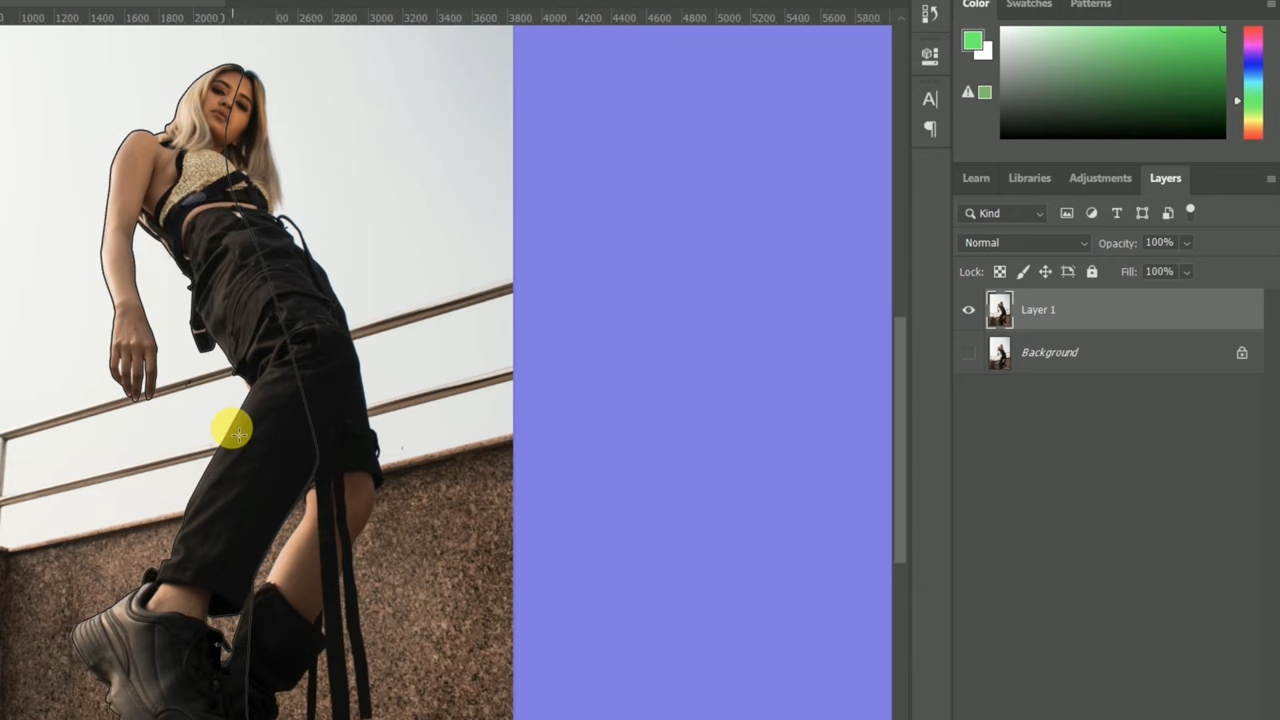 1000 1200 1400 1600 1800 2000 00 2600 2800 3000 3200 3400 3600 3800 4000 4200 4400 4600 4800 5000 5200 5400 5600 5800
Color Swatches Patterns
A|
¶
Learn Libraries Adjustments Layers
Kind T
Normal Opacity: 100%
Lock: Fill: 100%
Layer 1
Background